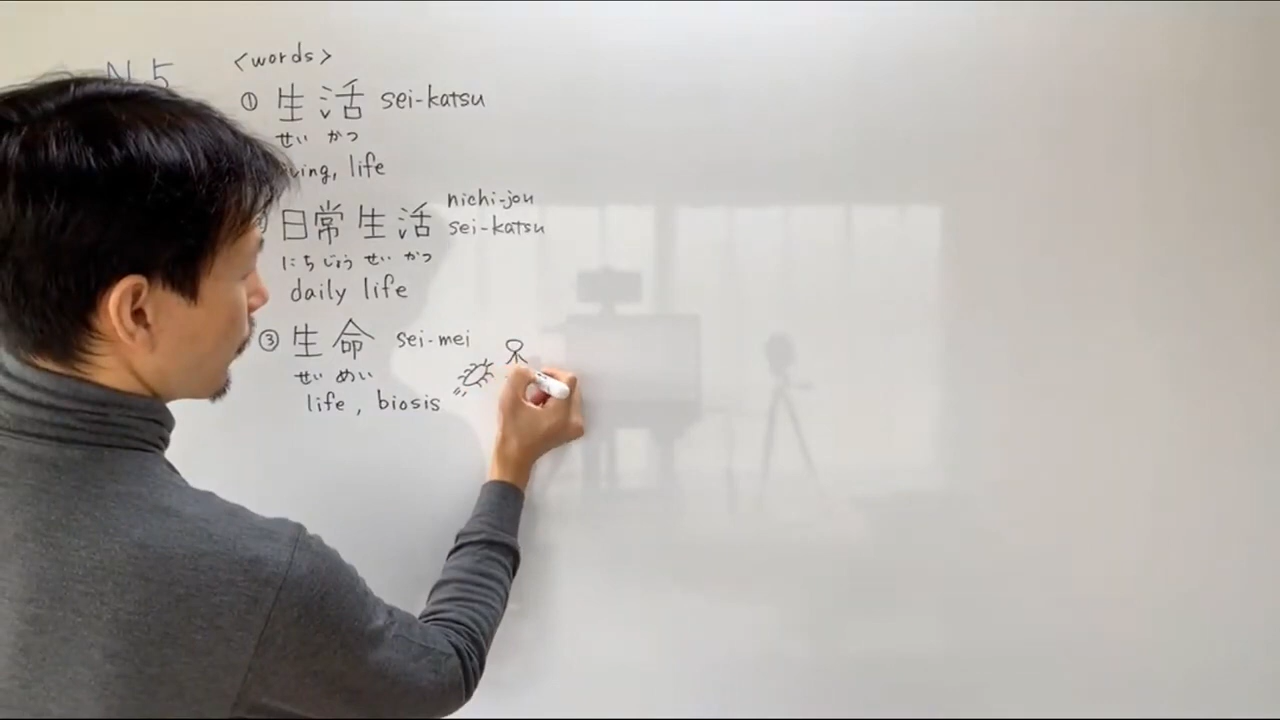 N5
<words>
① 生活 sei-katsu
せい かつ
life
日常生活 nichi-jou
sei-katsu
にち じょう せい かつ
daily life
③ 生命 sei-mei
せい めい
life, biosis